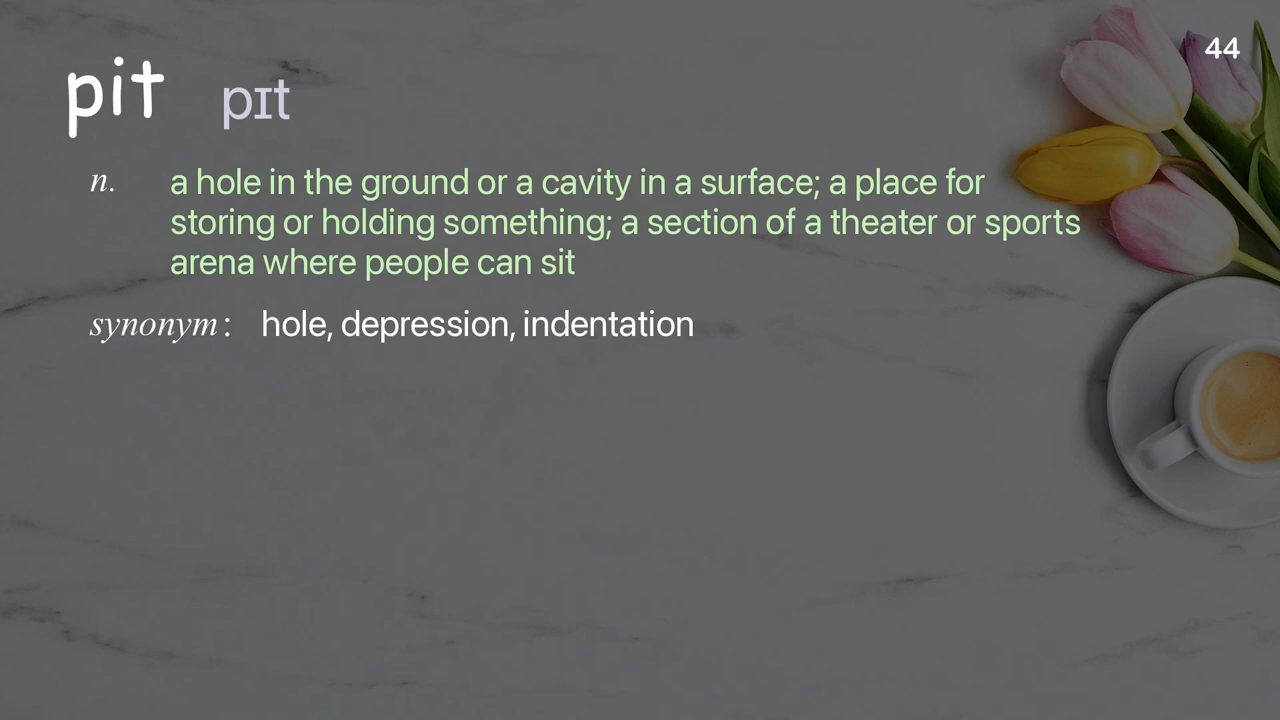 44
pit pɪt
n. a hole in the ground or a cavity in a surface; a place for
storing or holding something; a section of a theater or sports
arena where people can sit
synonym: hole, depression, indentation